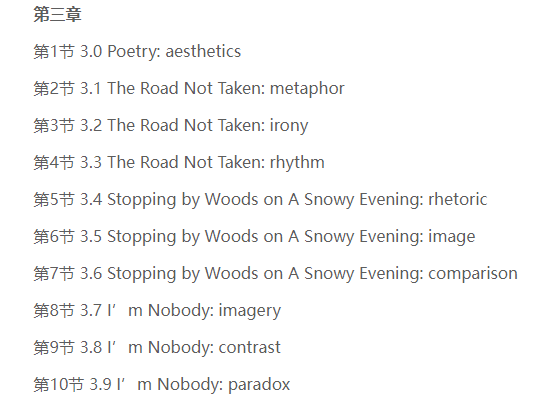 第三章
第1节 3.0 Poetry: aesthetics
第2节 3.1 The Road Not Taken: metaphor
第3节 3.2 The Road Not Taken: irony
第4节 3.3 The Road Not Taken: rhythm
第5节 3.4 Stopping by Woods on A Snowy Evening: rhetoric
第6节 3.5 Stopping by Woods on A Snowy Evening: image
第7节 3.6 Stopping by Woods on A Snowy Evening: comparison
第8节 3.7 I’m Nobody: imagery
第9节 3.8 I’m Nobody: contrast
第10节 3.9 I’m Nobody: paradox